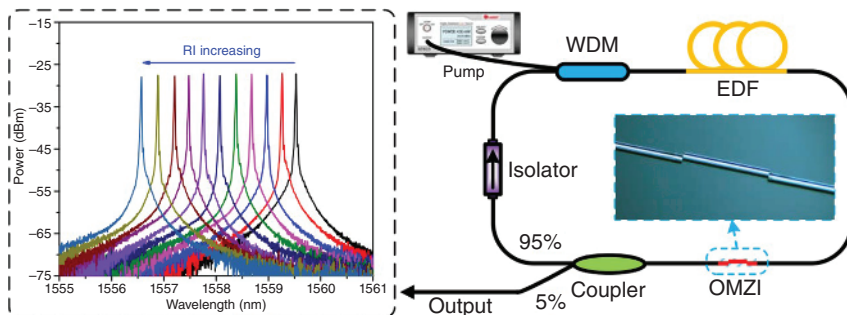 −15
−25
−35
−45
−55
−65
−75
Power (dBm)
RI increasing
1555
1556
1557
1558
1559
1560
1561
Wavelength (nm)
Pump
WDM
EDF
Isolator
95%
Coupler
OMZI
Output
5%